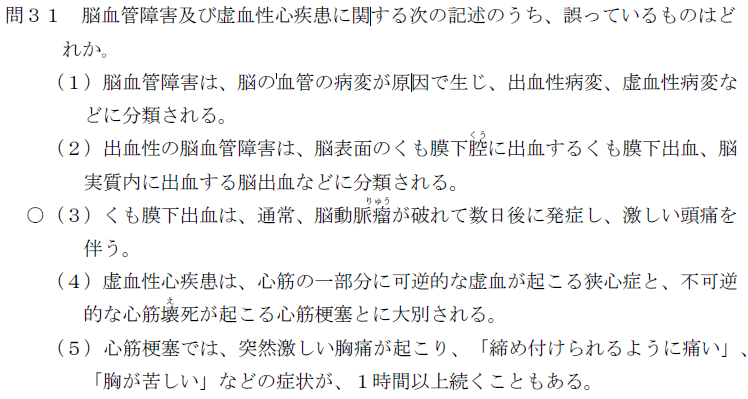 問３１　脳血管障害及び虚血性心疾患に関する次の記述のうち、誤っているものはど
れか。
（１）脳血管障害は、脳の血管の病変が原因で生じ、出血性病変、虚血性病変な
どに分類される。
（２）出血性の脳血管障害は、脳表面のくも膜下腔くうに出血するくも膜下出血、脳
実質内に出血する脳出血などに分類される。
○（３）くも膜下出血は、通常、脳動脈瘤りゅうが破れて数日後に発症し、激しい頭痛を
伴う。
（４）虚血性心疾患は、心筋の一部分に可逆的な虚血が起こる狭心症と、不可逆
的な心筋壊え死が起こる心筋梗塞とに大別される。
（５）心筋梗塞では、突然激しい胸痛が起こり、「締め付けられるように痛い」、
「胸が苦しい」などの症状が、１時間以上続くこともある。